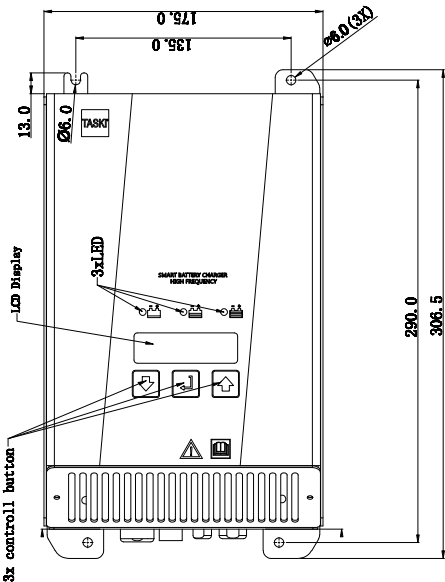 175.0
135.0
ø6.0(3X)
13.0
Ø6.0
TASKI
LCD Display
3xLED
SMART BATTERY CHARGER
HIGH FREQUENCY
290.0
306.5
3x controll button